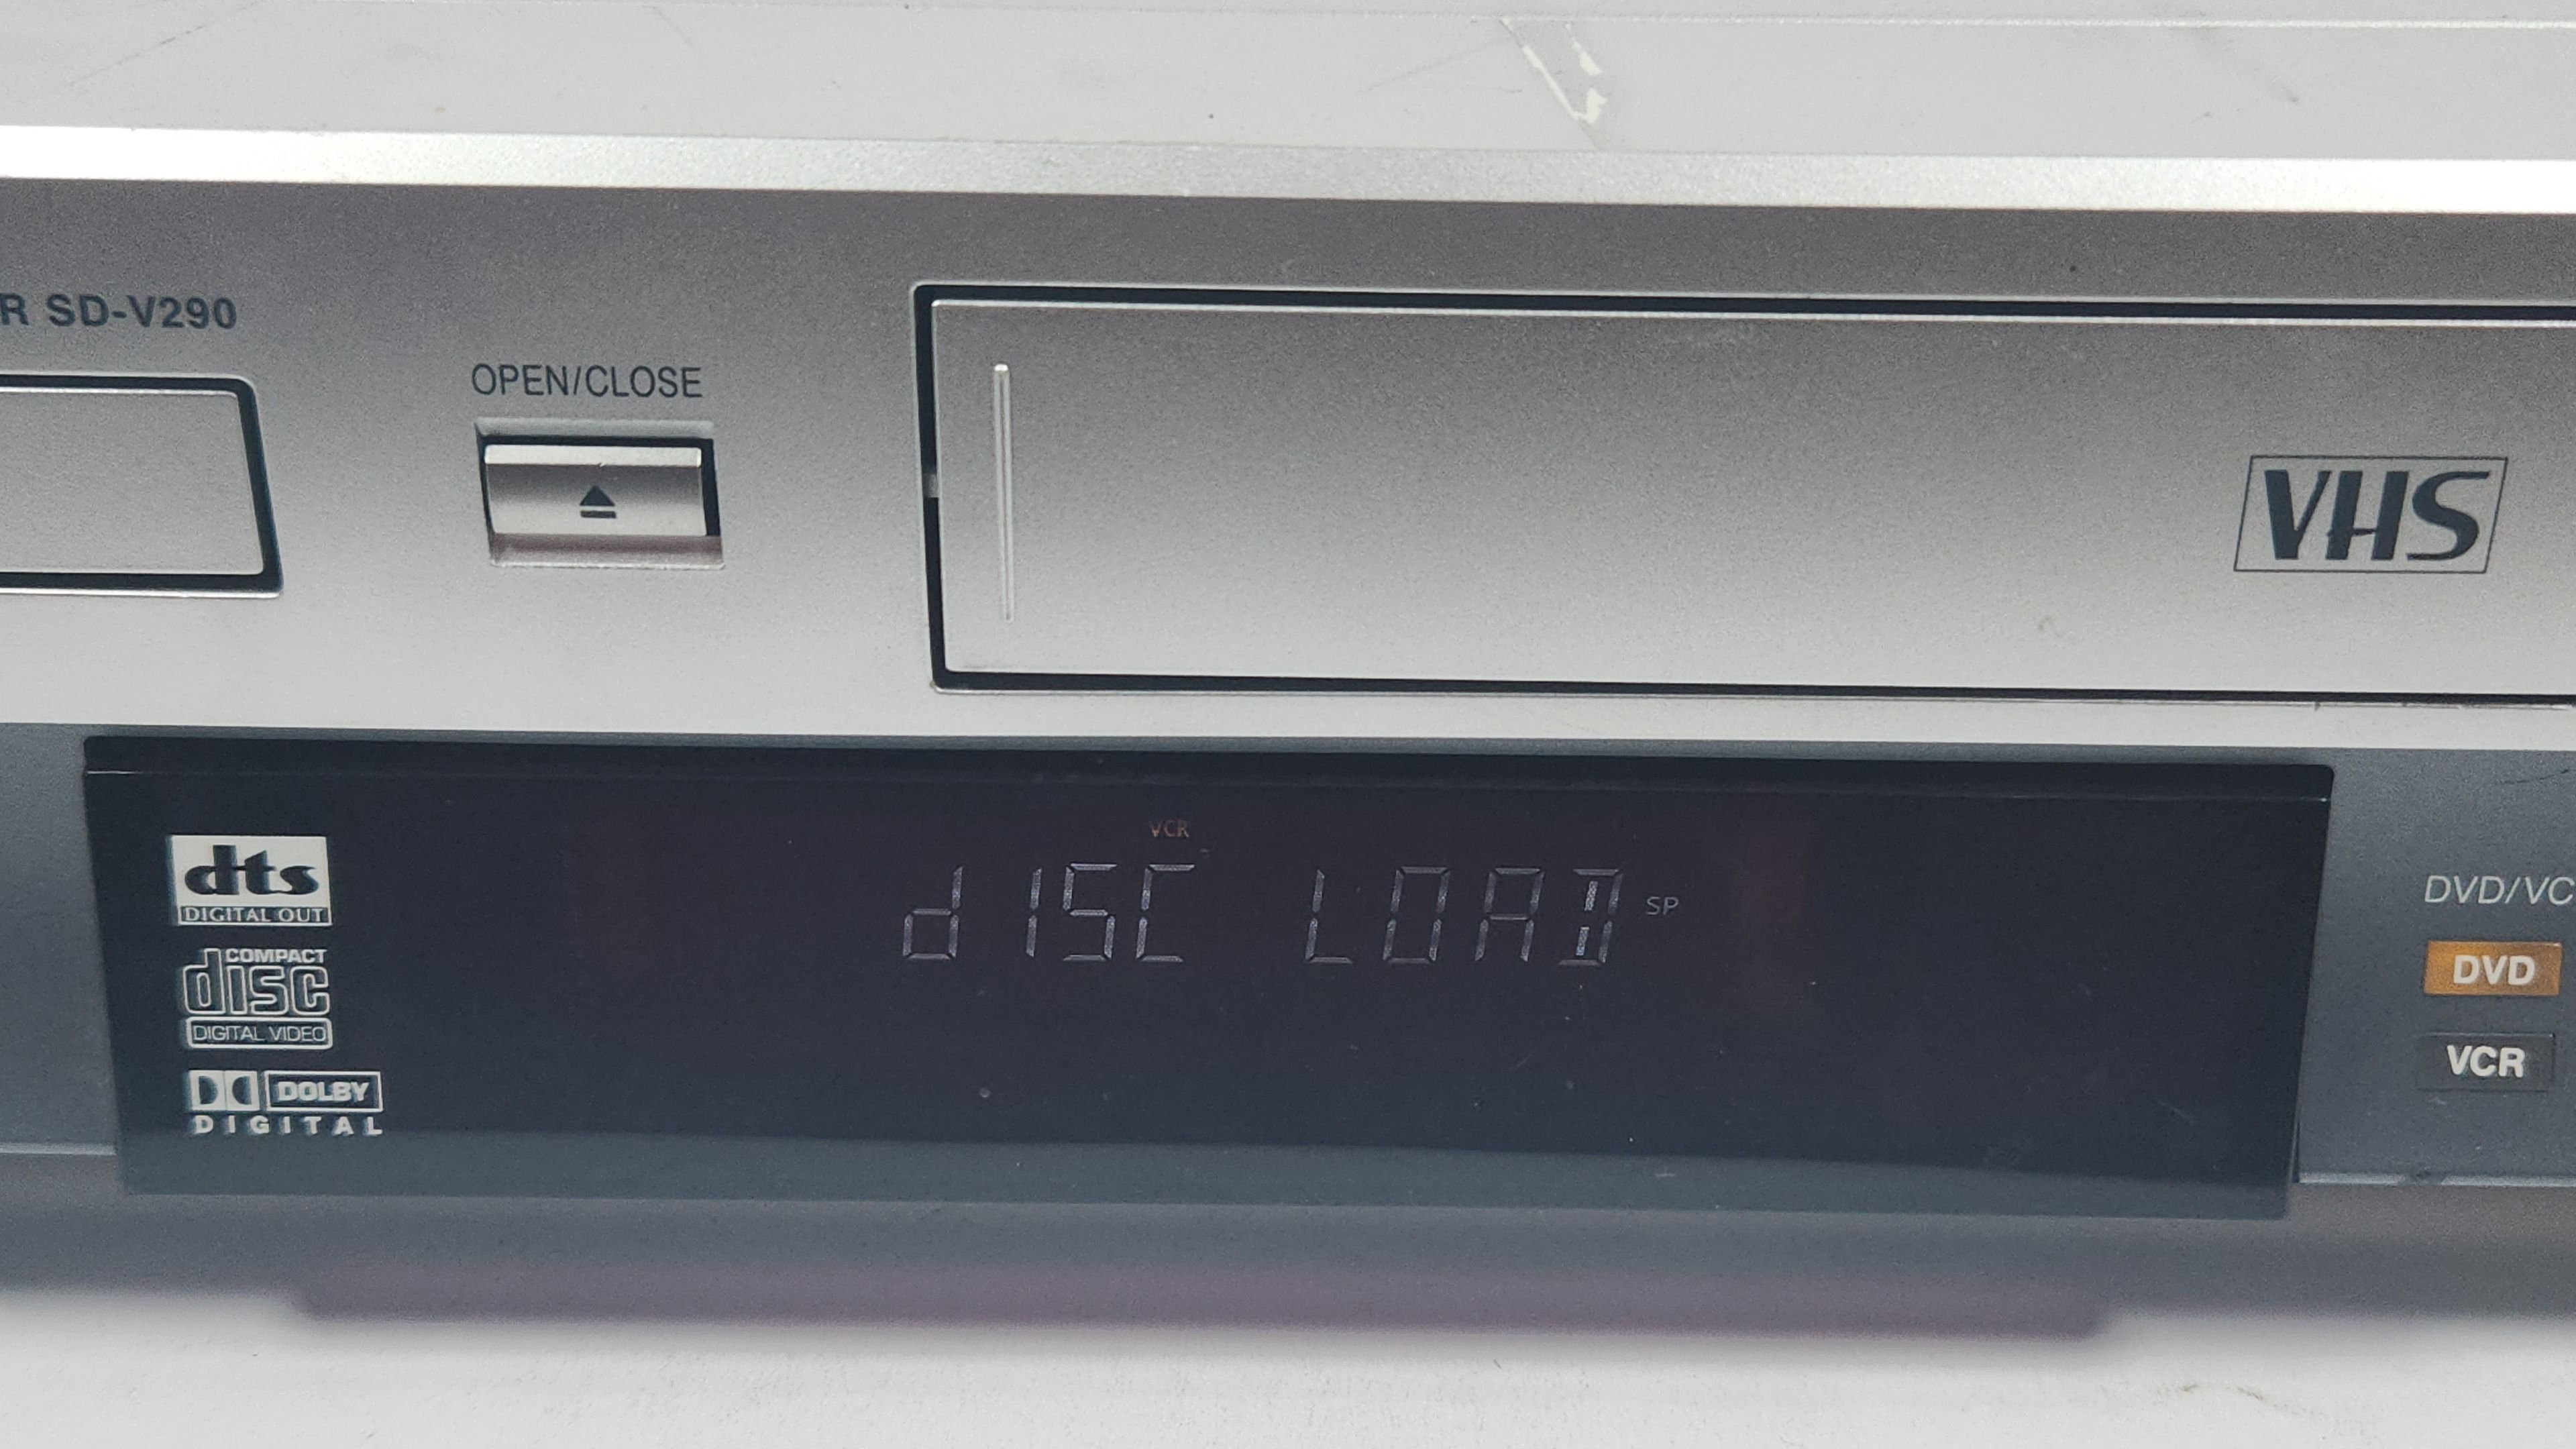 R SD-V290
OPEN/CLOSE
VHS
dts
DIGITAL OUT
COMPACT
disc
DIGITAL VIDEO
DOLBY
DIGITAL
VCR
dISC LOAD SP
DVD/VC
DVD
VCR